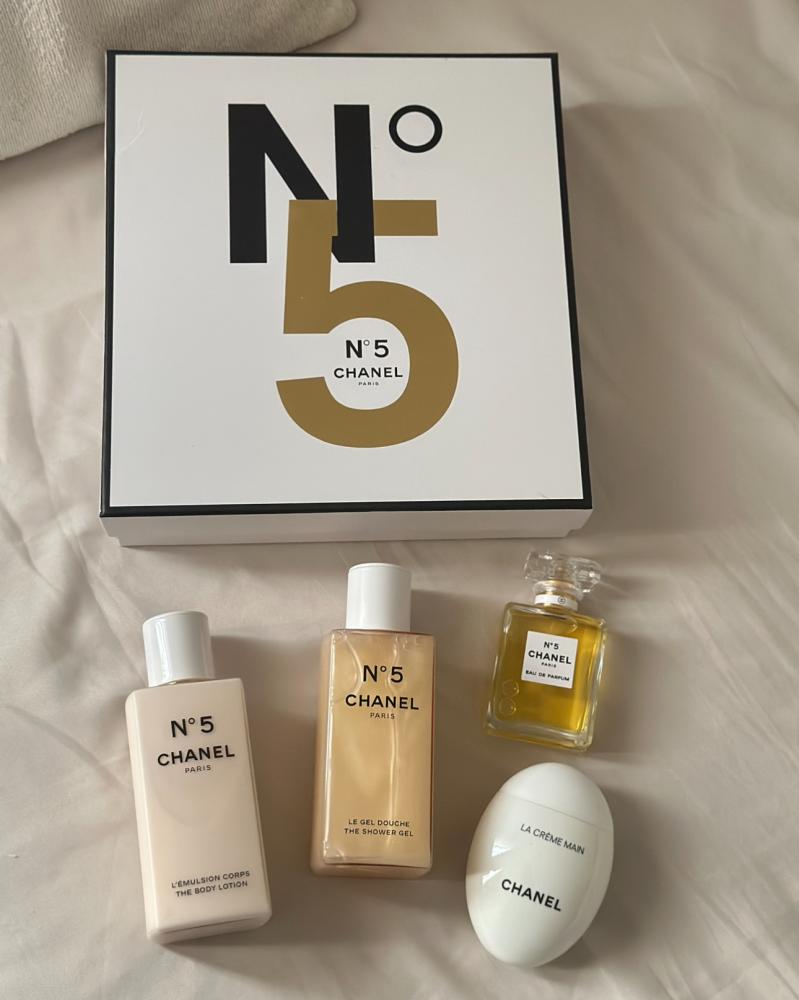 N°
5
N°5
CHANEL
PARIS
N°5
CHANEL
PARIS
L'ÉMULSION CORPS
THE BODY LOTION
N°5
CHANEL
PARIS
LE GEL DOUCHE
THE SHOWER GEL
N°5
CHANEL
PARIS
EAU DE PARFUM
LA CRÈME MAIN
CHANEL